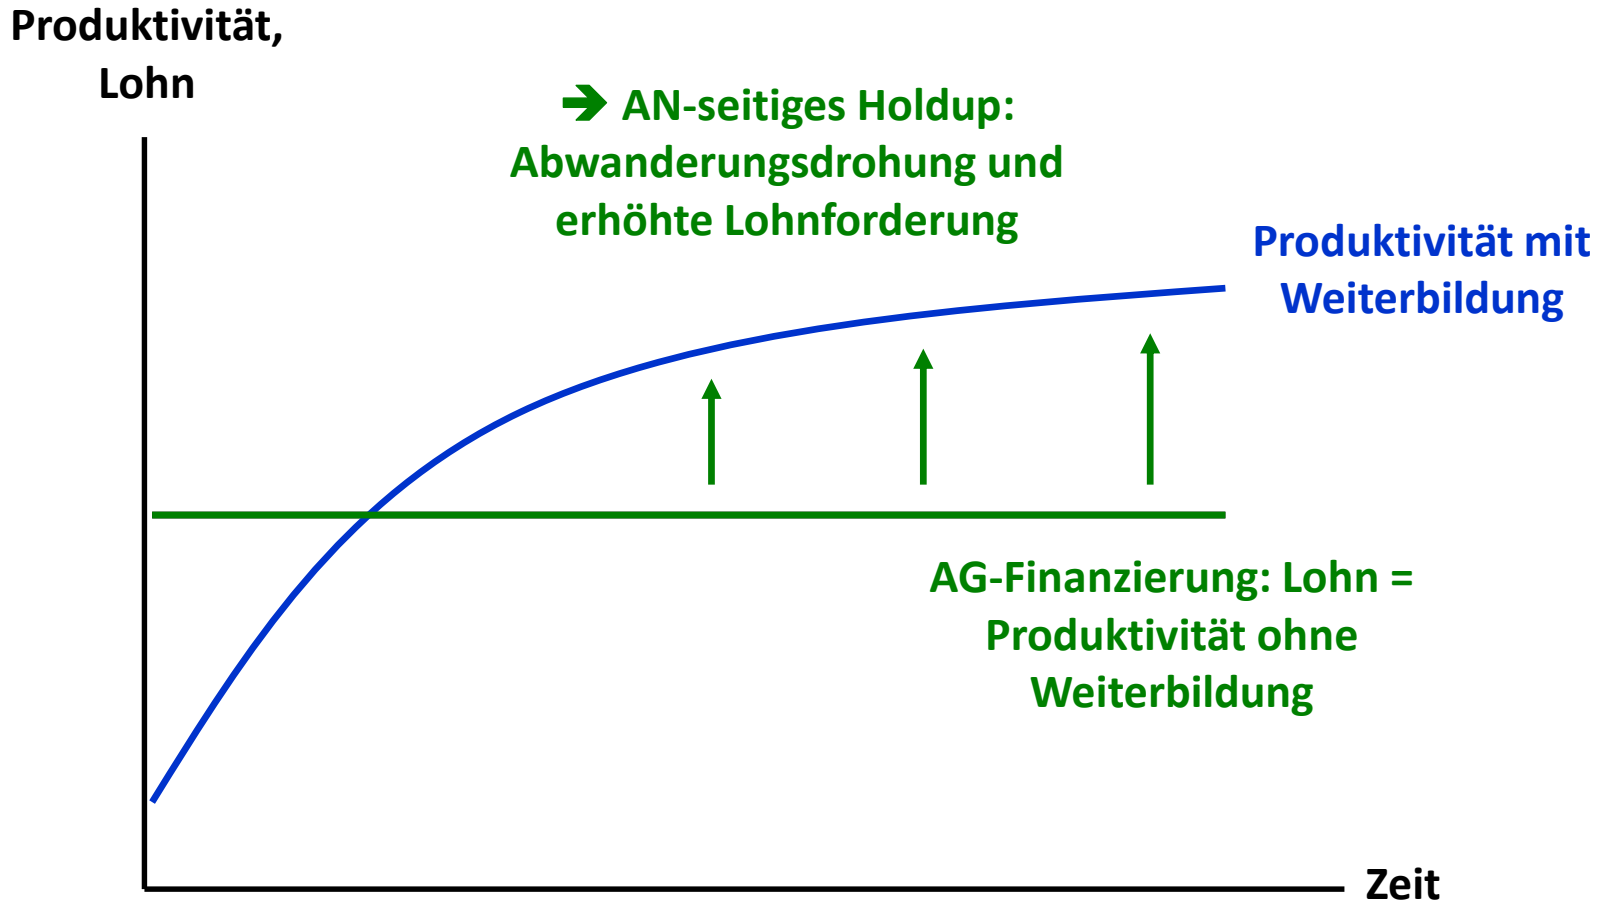 Produktivität,
Lohn
➔ AN-seitiges Holdup:
Abwanderungsdrohung und
erhöhte Lohnforderung
Produktivität mit
Weiterbildung
AG-Finanzierung: Lohn =
Produktivität ohne
Weiterbildung
Zeit